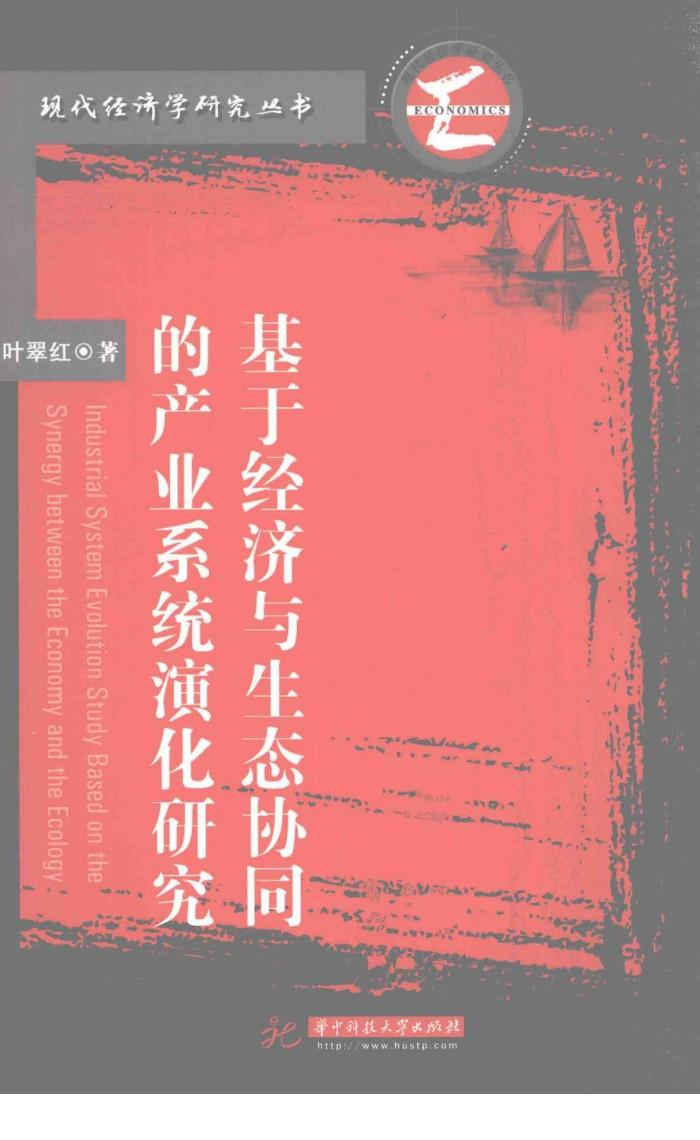 现代经济学研究丛书
ECONOMICS
叶翠红◎著
基于经济与生态协同
的产业系统演化研究
Industrial System Evolution Study Based on the
Synergy between the Economy and the Ecology
华中科技大学出版社
http://www.hustp.com